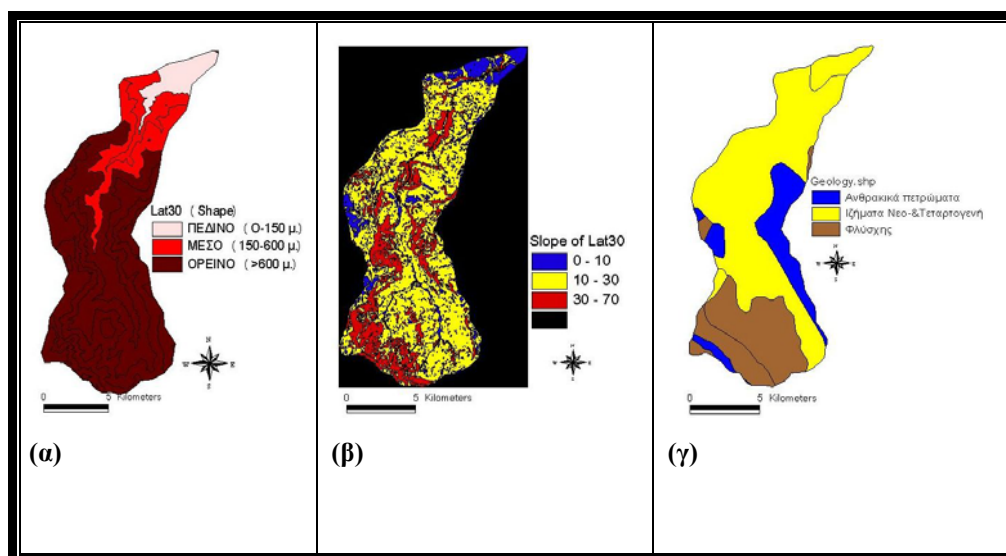 Lat30 (Shape)
ΠΕΔΙΝΟ (0-150 μ.)
ΜΕΣΟ (150-600 μ.)
ΟΡΕΙΝΟ (>600 μ.)
N
W E
S
0 5 Kilometers
(α)
Slope of Lat30
0 - 10
10 - 30
30 - 70
N
W E
S
0 5 Kilometers
(β)
Geology.shp
Ανθρακικά πετρώματα
Ιζήματα Νεο-&Τεταρτογενή
Φλύσχης
N
W E
S
0 5 Kilometers
(γ)